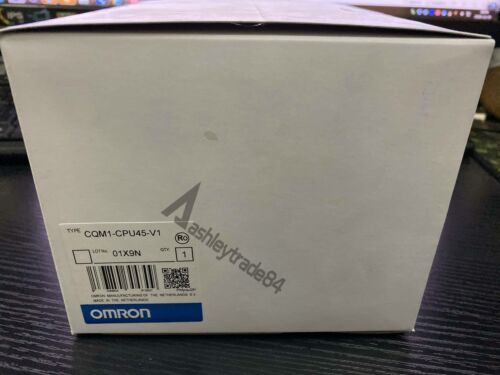 TYPE CQM1-CPU45-V1
LOT No. 01X9N QTY. 1
OMRON MANUFACTURING OF THE NETHERLANDS B.V.
MADE IN THE NETHERLANDS
OMRON
Aashleytrade84